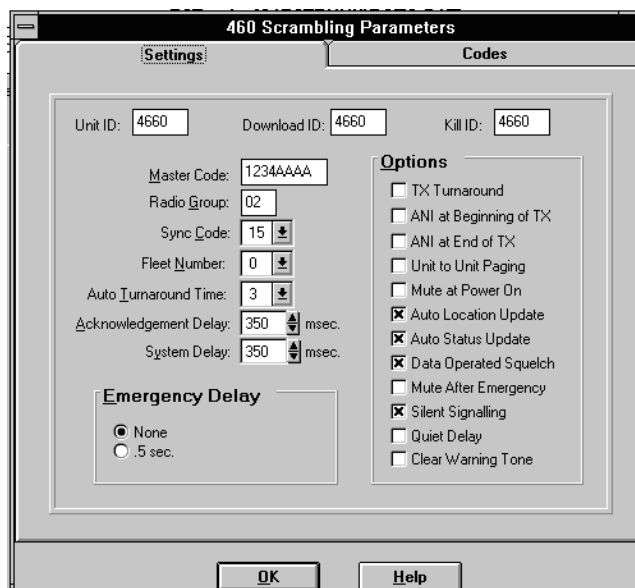 460 Scrambling Parameters
Settings
Codes
Unit ID: 4660
Download ID: 4660
Kill ID: 4660
Master Code: 1234AAAA
Radio Group: 02
Sync Code: 15
Fleet Number: 0
Auto Turnaround Time: 3
Acknowledgement Delay: 350 msec.
System Delay: 350 msec.
Emergency Delay
None
.5 sec.
Options
TX Turnaround
ANI at Beginning of TX
ANI at End of TX
Unit to Unit Paging
Mute at Power On
Auto Location Update
Auto Status Update
Data Operated Squelch
Mute After Emergency
Silent Signalling
Quiet Delay
Clear Warning Tone
OK
Help